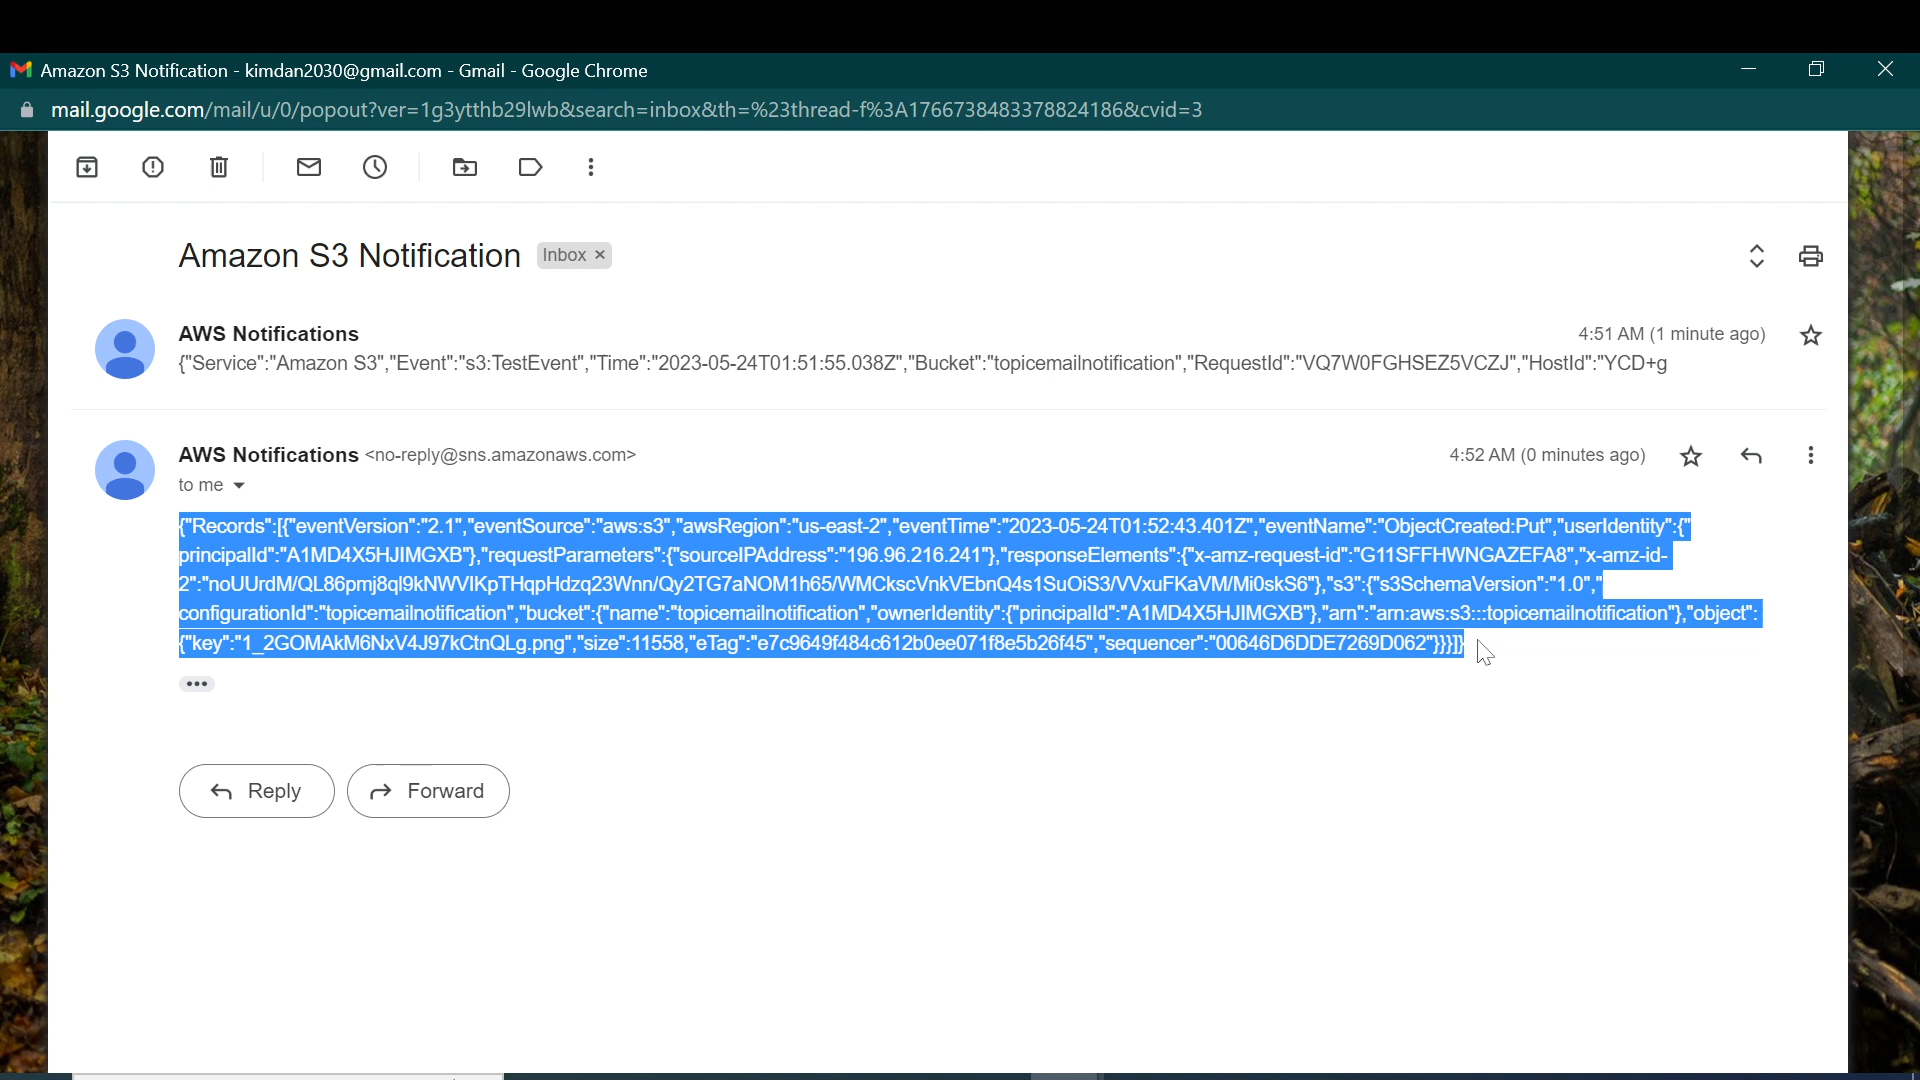 Amazon S3 Notification - kimdan2030@gmail.com - Gmail - Google Chrome
mail.google.com/mail/u/0/popout?ver=1g3ytthb29lwb&search=inbox&th=%23thread-f%3A1766738483378824186&cvid=3
Amazon S3 Notification Inbox ×
AWS Notifications 4:51 AM (1 minute ago)
{"Service":"Amazon S3","Event":"s3:TestEvent","Time":"2023-05-24T01:51:55.038Z","Bucket":"topicemailnotification","RequestId":"VQ7W0FGHSEZ5VCZJ","HostId":"YCD+g
AWS Notifications <no-reply@sns.amazonaws.com> 4:52 AM (0 minutes ago)
to me
{"Records":[{"eventVersion":"2.1","eventSource":"aws:s3","awsRegion":"us-east-2","eventTime":"2023-05-24T01:52:43.401Z","eventName":"ObjectCreated:Put","userIdentity":{"
principalId":"A1MD4X5HJIMGXB"},"requestParameters":{"sourceIPAddress":"196.96.216.241"},"responseElements":{"x-amz-request-id":"G11SFFHWNGAZEFA8","x-amz-id-
2":"noUUrdM/QL86pmj8ql9kNWVIKpTHqpHdzq23Wnn/Qy2TG7aNOM1h65/WMCkscVnkVEbnQ4s1SuOiS3/VVxuFKaVM/Mi0skS6"},"s3":{"s3SchemaVersion":"1.0","
configurationId":"topicemailnotification","bucket":{"name":"topicemailnotification","ownerIdentity":{"principalId":"A1MD4X5HJIMGXB"},"arn":"arn:aws:s3:::topicemailnotification"},"object":
{"key":"1_2GOMAkM6NxV4J97kCtnQLg.png","size":11558,"eTag":"e7c9649f484c612b0ee071f8e5b26f45","sequencer":"00646D6DDE7269D062"}}}]}
Reply Forward